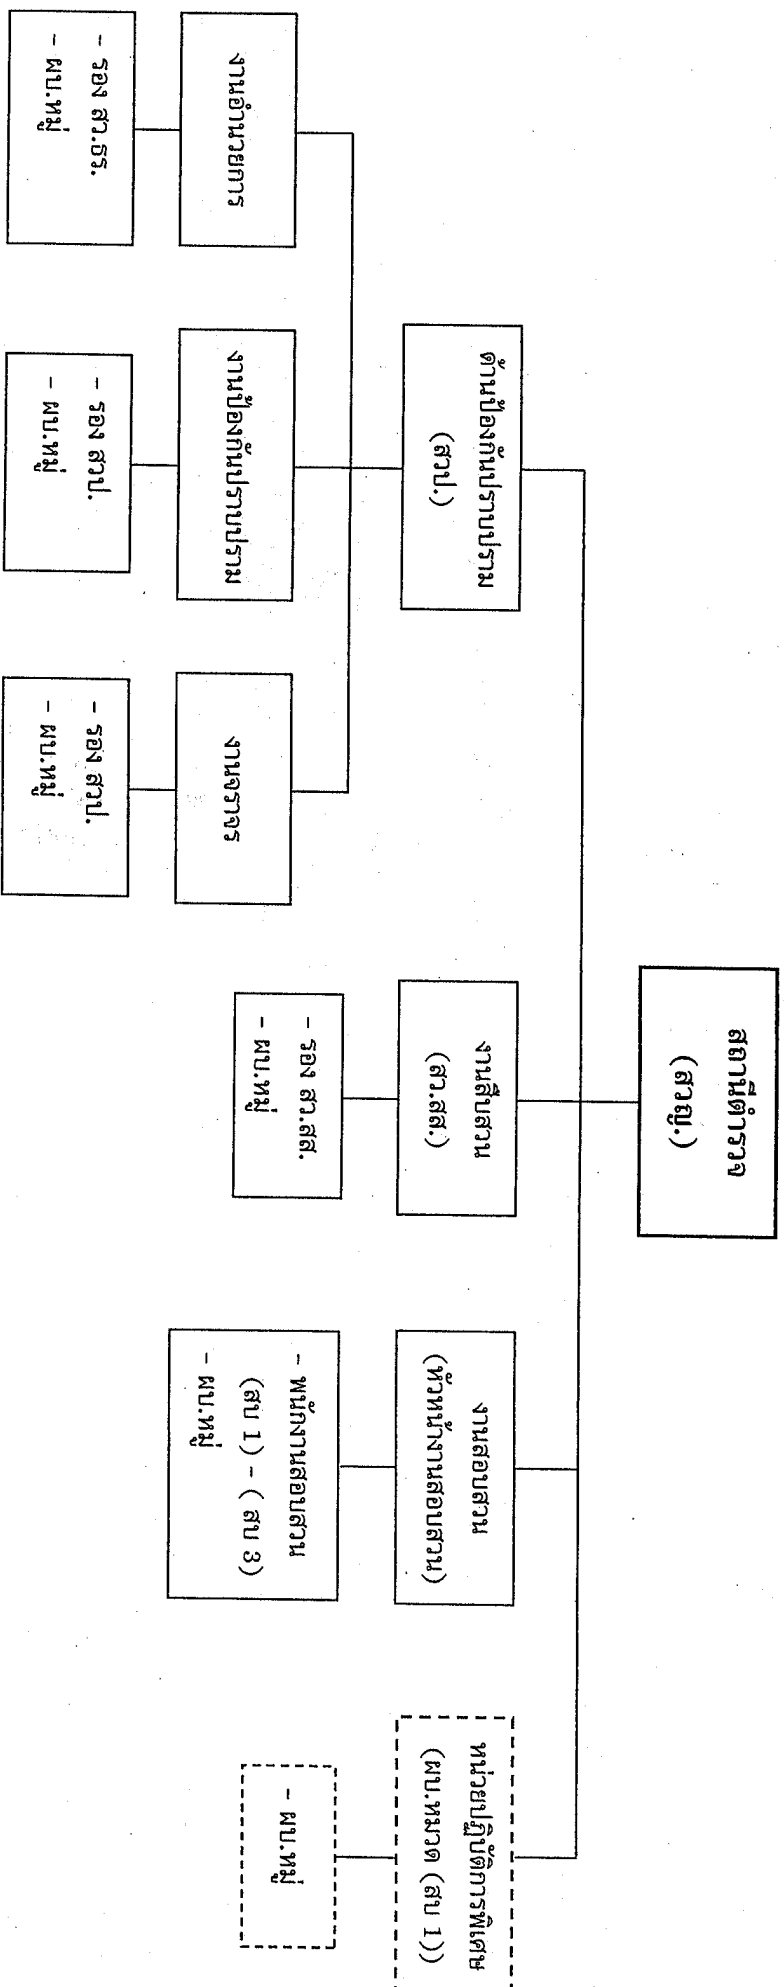 สถานีตำรวจ
(สวญ.)
ด้านป้องกันปราบปราม
(สวป.)
งานสืบสวน
(สว.สส.)
งานสอบสวน
(หัวหน้างานสอบสวน)
หน่วยปฏิบัติการพิเศษ
(ผบ.หมวด (สบ 1))
งานอำนวยการ
งานป้องกันปราบปราม
งานจราจร
- รอง สว.สส.
- ผบ.หมู่
- พนักงานสอบสวน
(สบ 1) - ( สบ 3)
- ผบ.หมู่
- ผบ.หมู่
- รอง สว.ธร.
- ผบ.หมู่
- รอง สวป.
- ผบ.หมู่
- รอง สวป.
- ผบ.หมู่